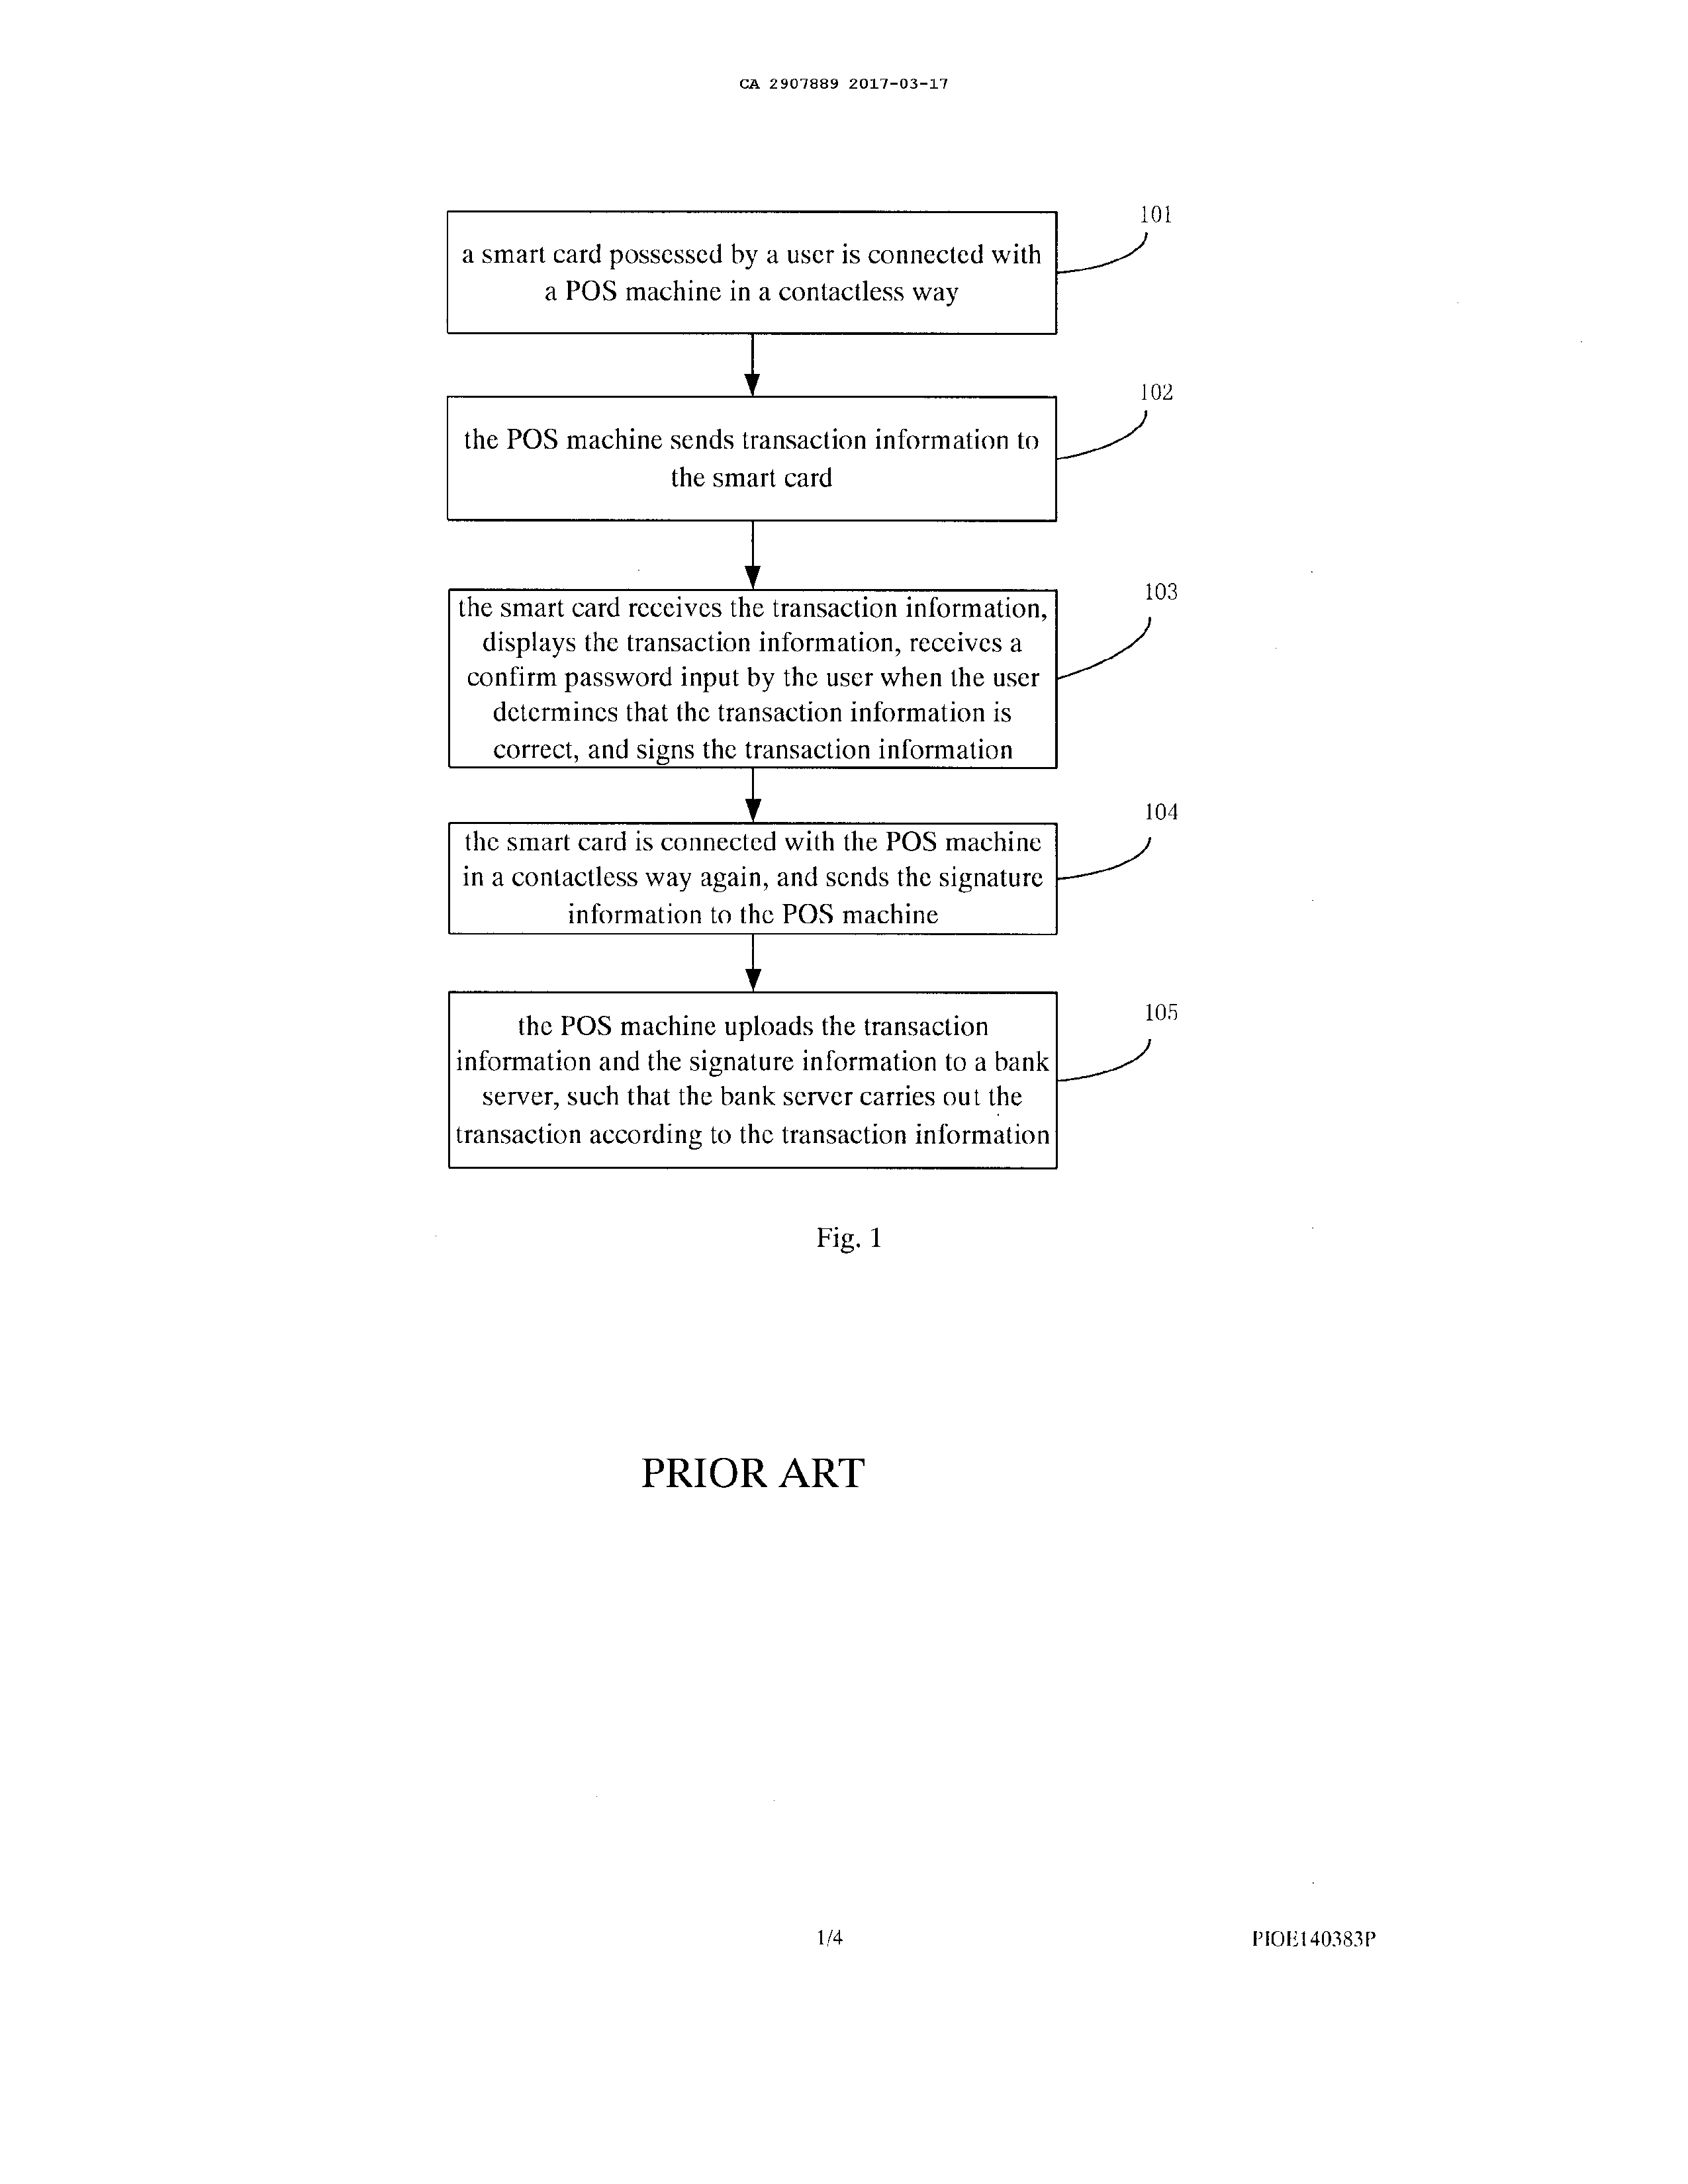 CA 2907889 2017-03-17
101
a smart card possessed by a user is connected with
a POS machine in a contactless way
102
the POS machine sends transaction information to
the smart card
103
the smart card receives the transaction information,
displays the transaction information, receives a
confirm password input by the user when the user
determines that the transaction information is
correct, and signs the transaction information
104
the smart card is connected with the POS machine
in a contactless way again, and sends the signature
information to the POS machine
105
the POS machine uploads the transaction
information and the signature information to a bank
server, such that the bank server carries out the
transaction according to the transaction information
Fig. 1
PRIOR ART
1/4
PIOE140383P